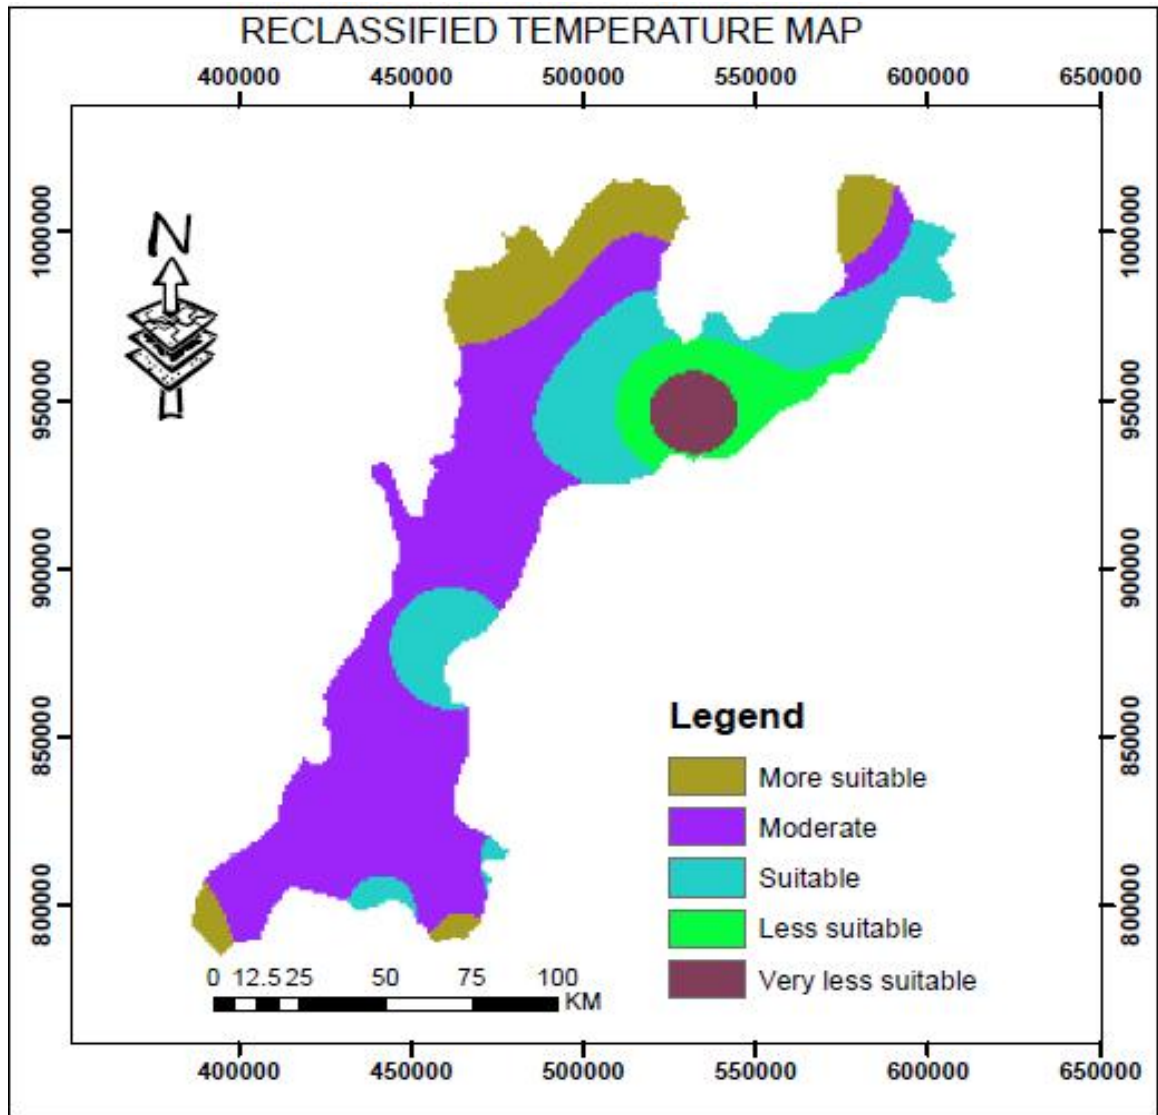 RECLASSIFIED TEMPERATURE MAP
400000 450000 500000 550000 600000 650000
1000000 1000000
N
950000 950000
900000 900000
850000 850000
800000 800000
Legend
More suitable
Moderate
Suitable
Less suitable
Very less suitable
0 12.5 25 50 75 100
KM
400000 450000 500000 550000 600000 650000